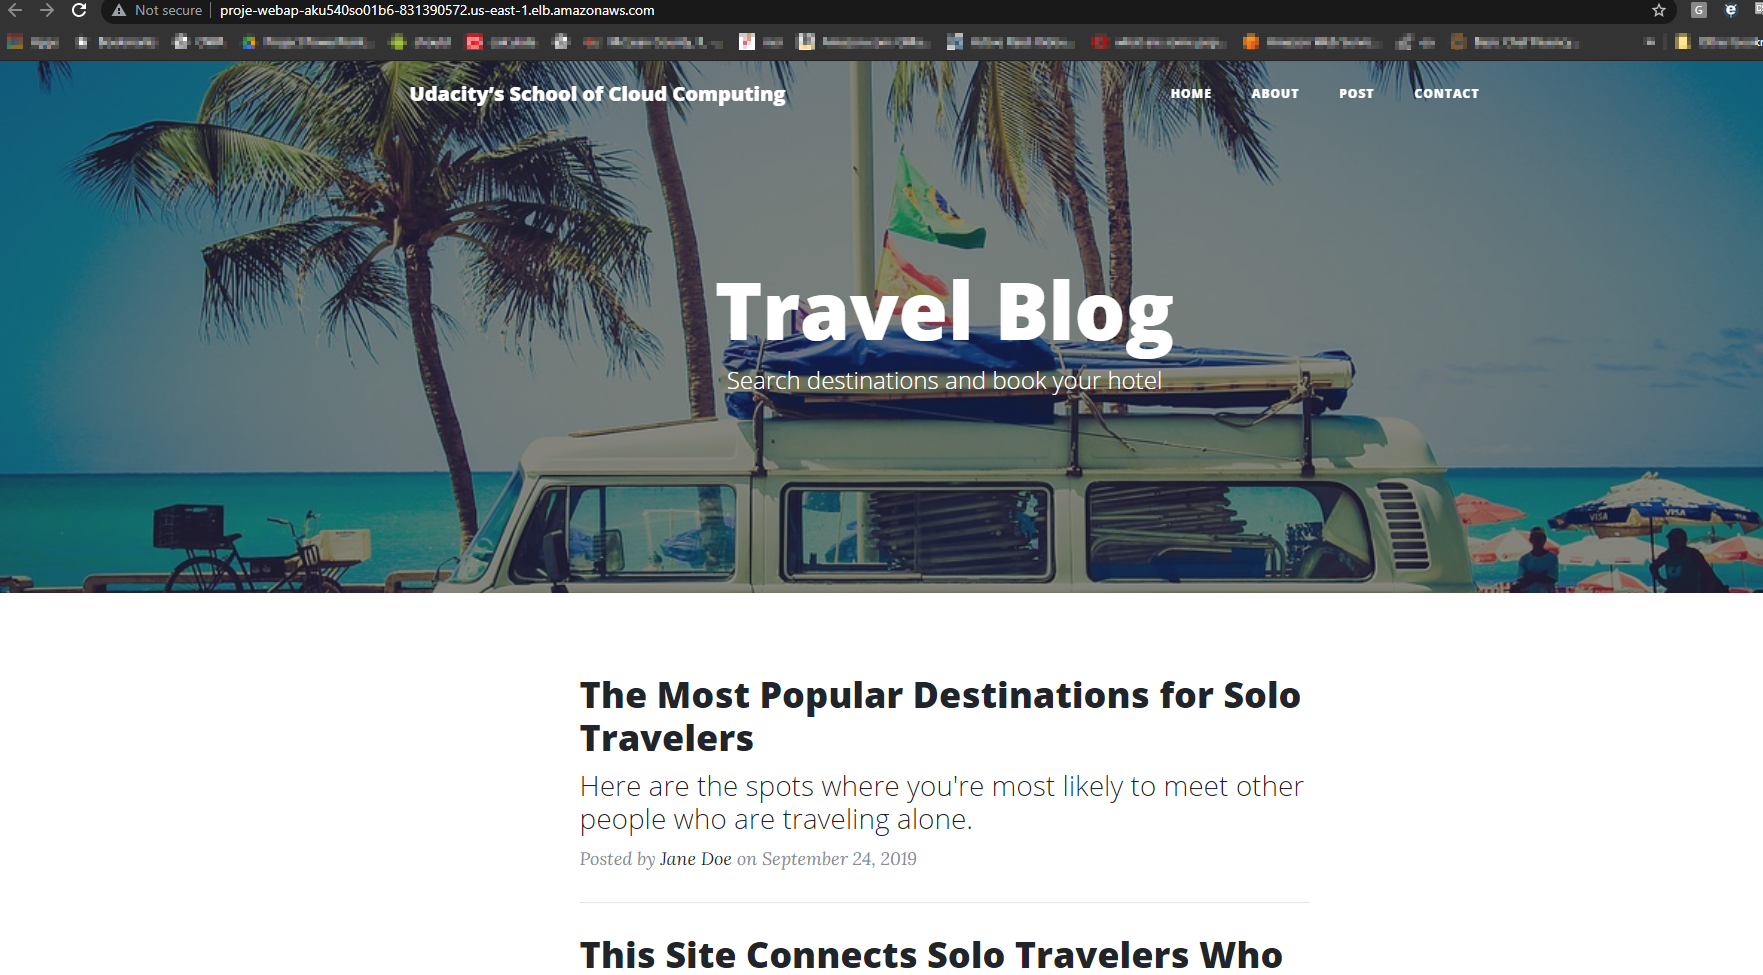 Not secure proje-webap-aku540so01b6-831390572.us-east-1.elb.amazonaws.com
G
Udacity’s School of Cloud Computing
HOME ABOUT POST CONTACT
Travel Blog
Search destinations and book your hotel
VISA VISA
The Most Popular Destinations for Solo
Travelers
Here are the spots where you're most likely to meet other
people who are traveling alone.
Posted by Jane Doe on September 24, 2019
This Site Connects Solo Travelers Who